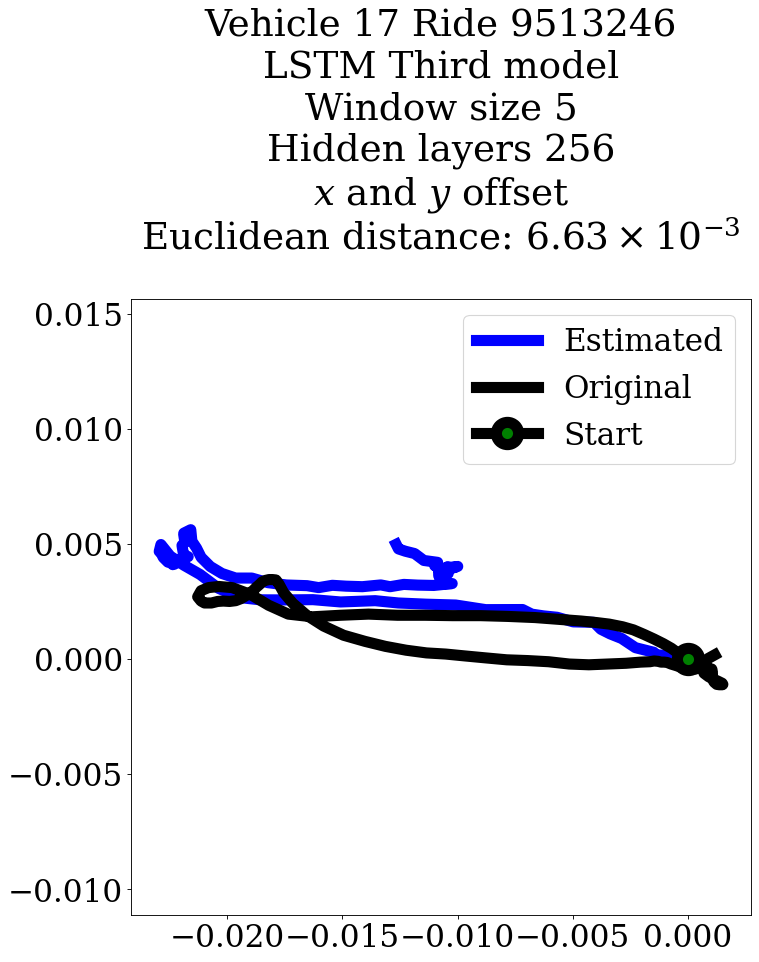 Vehicle 17 Ride 9513246
LSTM Third model
Window size 5
Hidden layers 256
x and y offset
Euclidean distance: 6.63 × 10⁻³
Estimated
Original
Start
0.015
0.010
0.005
0.000
−0.005
−0.010
−0.020 −0.015 −0.010 −0.005 0.000